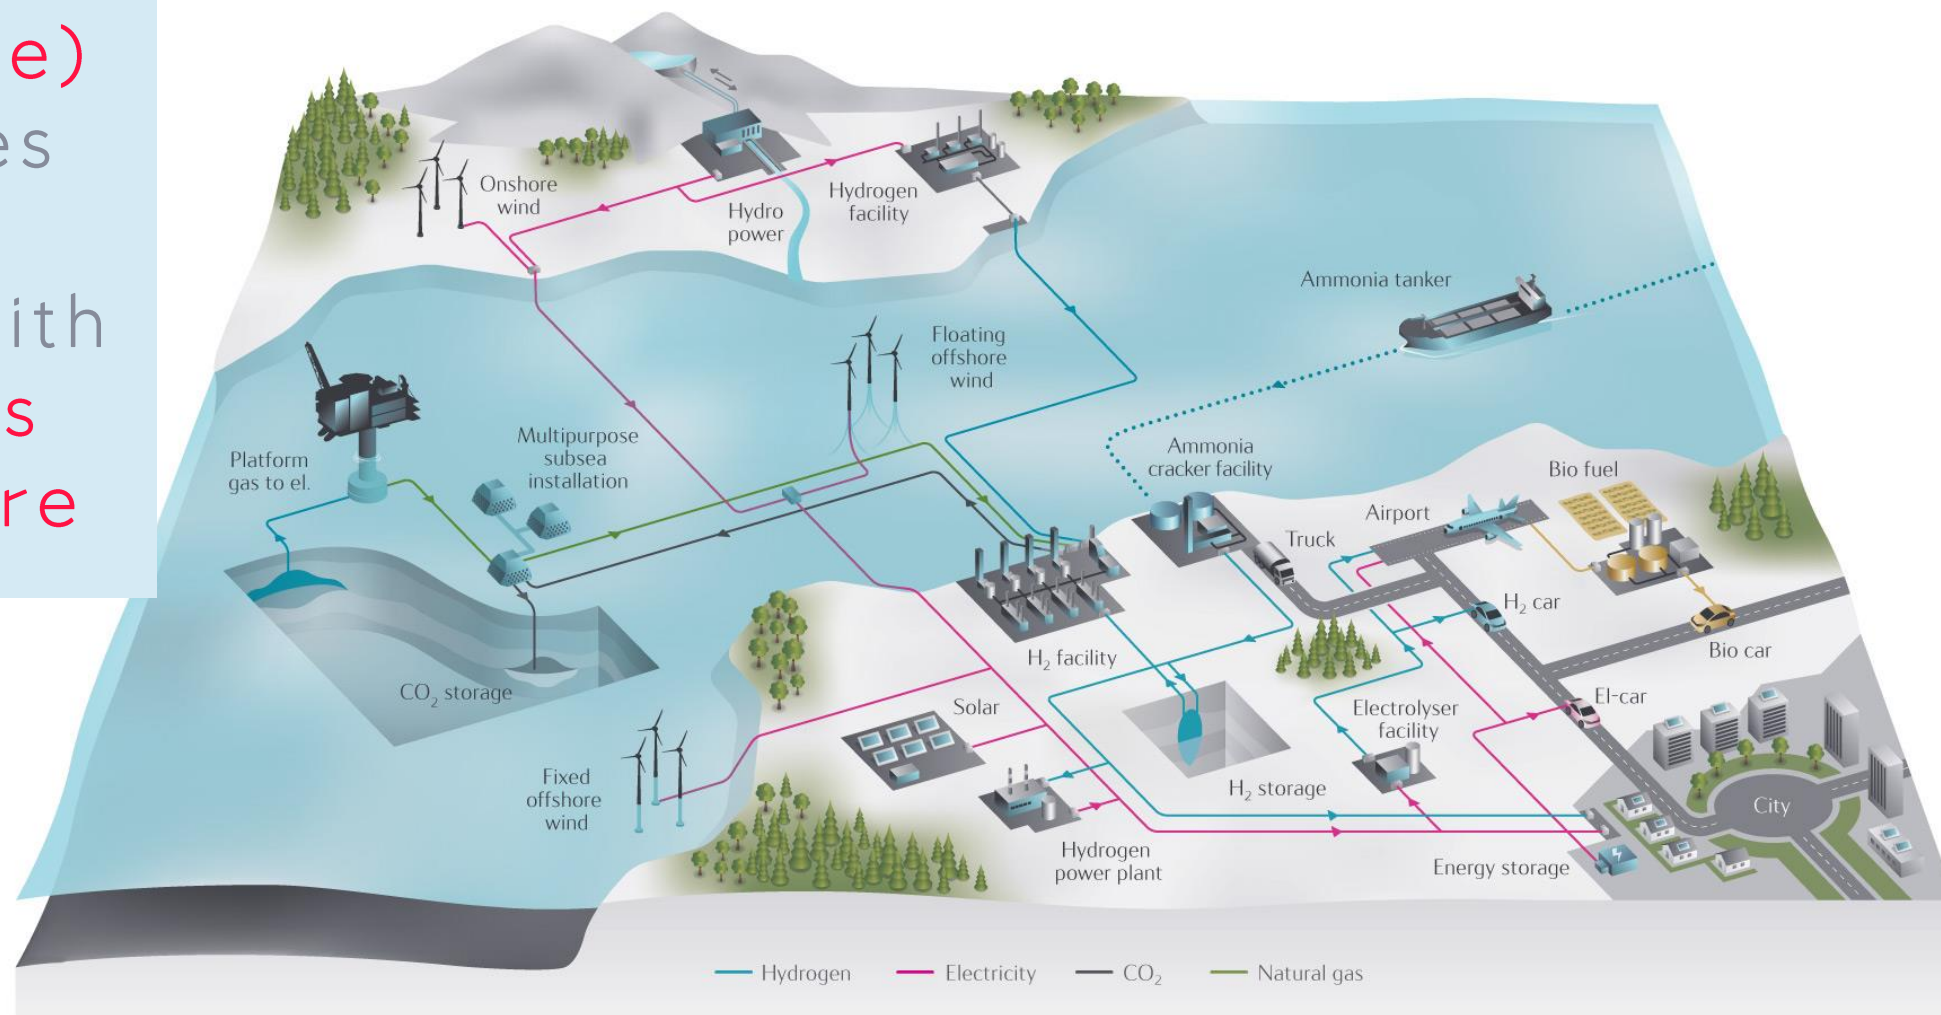 e)
es
ith
s
re
Onshore
wind
Hydro
power
Hydrogen
facility
Ammonia tanker
Floating
offshore
wind
Platform
gas to el.
Multipurpose
subsea
installation
Ammonia
cracker facility
Bio fuel
Airport
Truck
H₂ car
Bio car
H₂ facility
CO₂ storage
El-car
Solar
Electrolyser
facility
Fixed
offshore
wind
H₂ storage
City
Hydrogen
power plant
Energy storage
Hydrogen
Electricity
CO₂
Natural gas